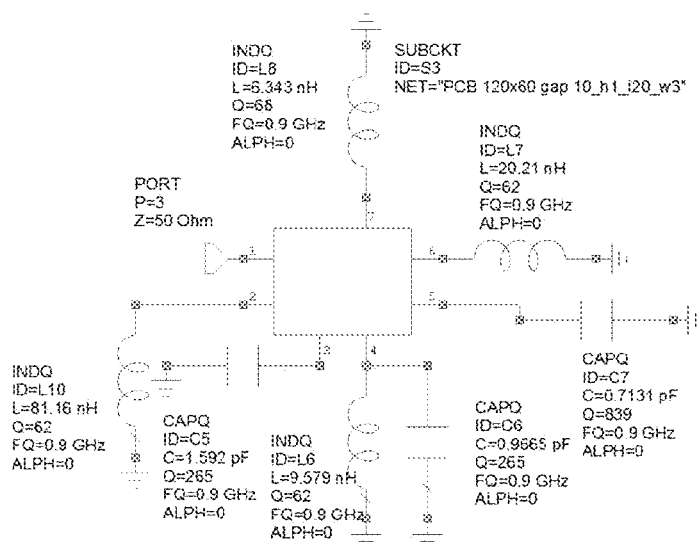 INDQ
ID=L8
L=6.343 nH
Q=68
FQ=0.9 GHz
ALPH=0
SUBCKT
ID=S3
NET="PCB 120x60 gap 10_h1_i20_w3"
INDQ
ID=L7
L=20.21 nH
Q=62
FQ=0.9 GHz
ALPH=0
PORT
P=3
Z=50 Ohm
7
1
6
2
5
3
4
INDQ
ID=L10
L=81.16 nH
Q=62
FQ=0.9 GHz
ALPH=0
CAPQ
ID=C5
C=1.592 pF
Q=265
FQ=0.9 GHz
ALPH=0
INDQ
ID=L6
L=9.579 nH
Q=62
FQ=0.9 GHz
ALPH=0
CAPQ
ID=C6
C=0.9665 pF
Q=265
FQ=0.9 GHz
ALPH=0
CAPQ
ID=C7
C=0.7131 pF
Q=839
FQ=0.9 GHz
ALPH=0